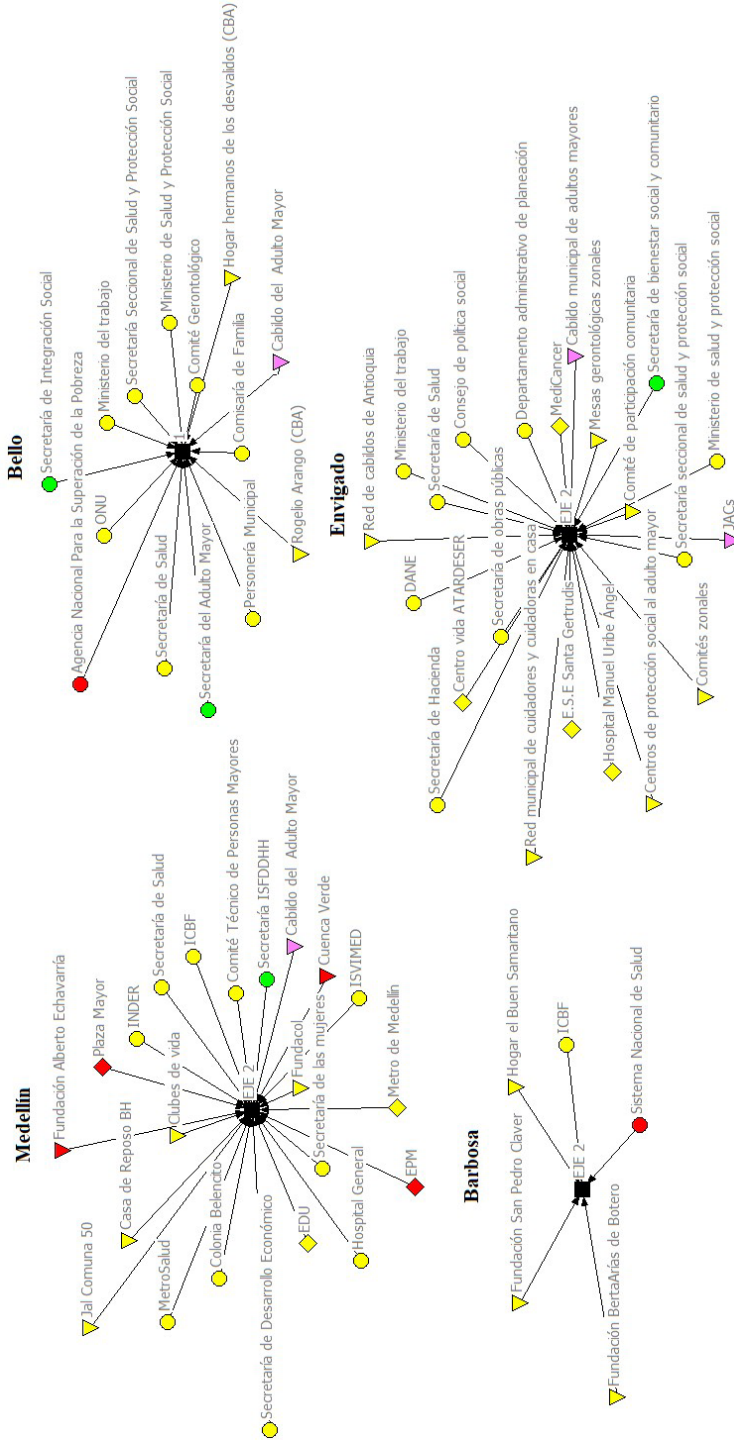 Medellín
Fundación Alberto Echavarría
Plaza Mayor
INDER
Secretaría de Salud
ICBF
Comité Técnico de Personas Mayores
Secretaría ISFDDHH
Cabildo del Adulto Mayor
Cuenca Verde
ISVIMED
Fundacol
Secretaría de las mujeres
Metro de Medellín
EPM
Hospital General
EDU
Secretaría de Desarrollo Económico
Colonia Belencito
MetroSalud
Jal Comuna 50
Casa de Reposo BH
Clubes de vida
EJE 2
Bello
Secretaría de Integración Social
Agencia Nacional Para la Superación de la Pobreza
Ministerio del trabajo
ONU
Secretaría Seccional de Salud y Protección Social
Ministerio de Salud y Protección Social
Comité Gerontológico
Hogar hermanos de los desvalidos (CBA)
Comisaría de Familia
Cabildo del Adulto Mayor
Rogelio Arango (CBA)
Personería Municipal
Secretaría del Adulto Mayor
Secretaría de Salud
1
Barbosa
Fundación San Pedro Claver
Hogar el Buen Samaritano
ICBF
Sistema Nacional de Salud
Fundación BertaArías de Botero
EJE 2
Envigado
Red de cabildos de Antioquia
Ministerio del trabajo
DANE
Secretaría de Salud
Consejo de política social
Secretaría de Hacienda
Centro vida ATARDESER
Secretaría de obras públicas
Departamento administrativo de planeación
MediCancer
Cabildo municipal de adultos mayores
Mesas gerontológicas zonales
Red municipal de cuidadores y cuidadoras en casa
EJE 2
E.S.E Santa Gertrudis
Hospital Manuel Uribe Ángel
Comité de participación comunitaria
Secretaría de bienestar social y comunitario
Centros de protección social al adulto mayor
Secretaría seccional de salud y protección social
Ministerio de salud y protección social
Comités zonales
JACs